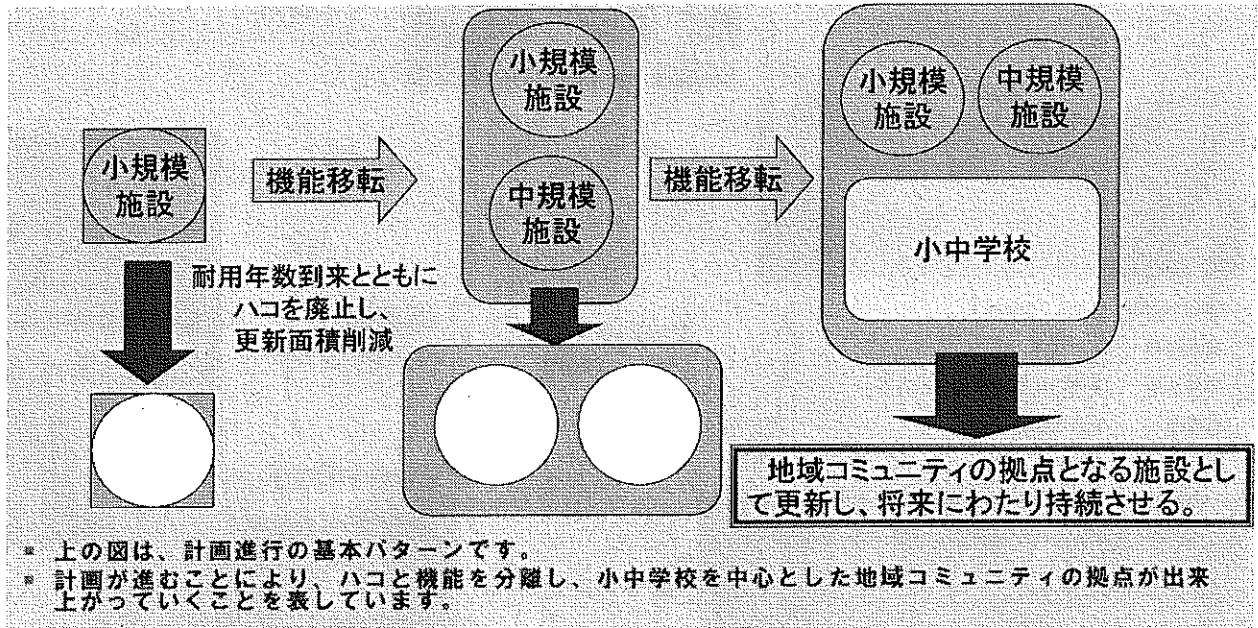 小規模
施設
機能移転
小規模
施設
中規模
施設
機能移転
小規模
施設
中規模
施設
小中学校
耐用年数到来とともに
ハコを廃止し、
更新面積削減
地域コミュニティの拠点となる施設とし
て更新し、将来にわたり持続させる。
上の図は、計画進行の基本パターンです。
計画が進むことにより、ハコと機能を分離し、小中学校を中心とした地域コミュニティの拠点が出来
上がっていくことを表しています。